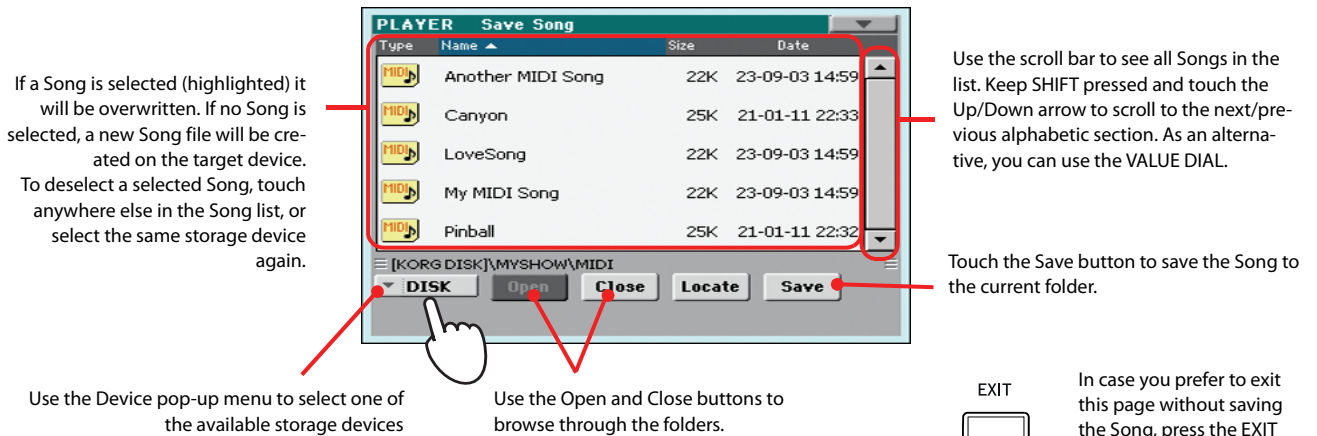 PLAYER Save Song
Type Name Size Date
MIDI Another MIDI Song 22K 23-09-03 14:59
MIDI Canyon 25K 21-01-11 22:33
MIDI LoveSong 22K 23-09-03 14:59
MIDI My MIDI Song 22K 23-09-03 14:59
MIDI Pinball 25K 21-01-11 22:32
[KORG DISK]\MYSHOW\MIDI
DISK Open Close Locate Save
If a Song is selected (highlighted) it
will be overwritten. If no Song is
selected, a new Song file will be cre-
ated on the target device.
To deselect a selected Song, touch
anywhere else in the Song list, or
select the same storage device
again.
Use the scroll bar to see all Songs in the
list. Keep SHIFT pressed and touch the
Up/Down arrow to scroll to the next/pre-
vious alphabetic section. As an alterna-
tive, you can use the VALUE DIAL.
Touch the Save button to save the Song to
the current folder.
Use the Device pop-up menu to select one of
the available storage devices
Use the Open and Close buttons to
browse through the folders.
EXIT
In case you prefer to exit
this page without saving
the Song, press the EXIT